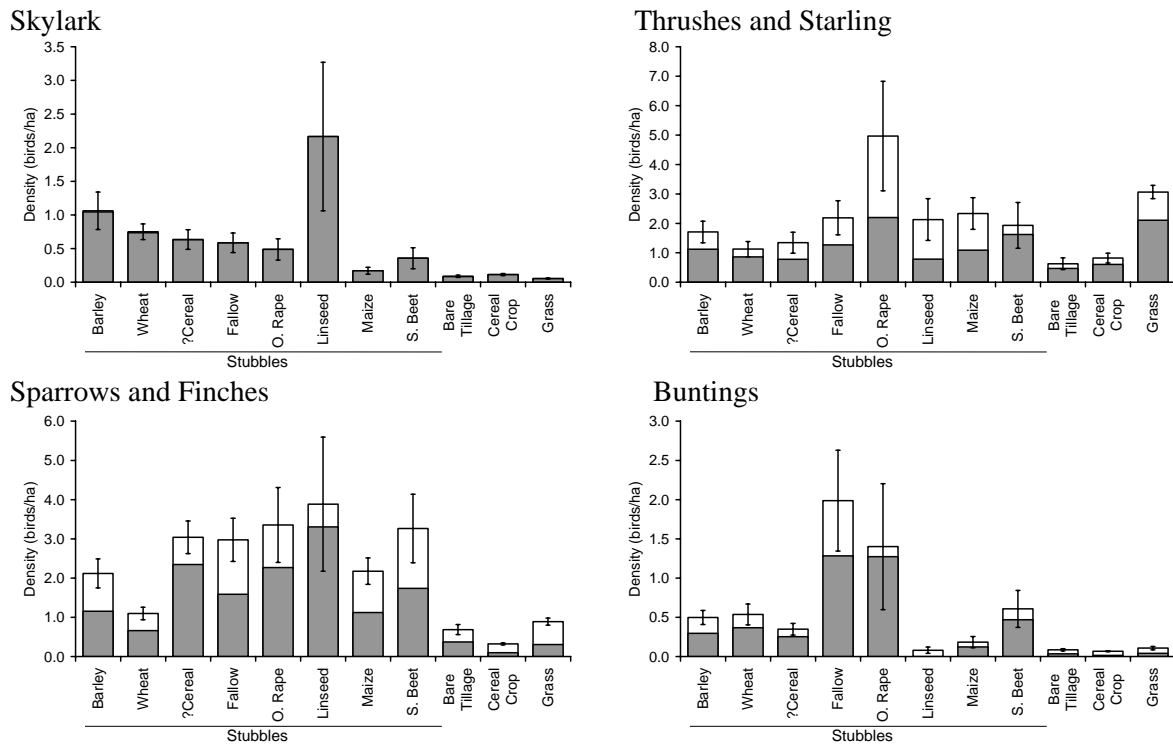 Skylark
Density (birds/ha)
3.5
3.0
2.5
2.0
1.5
1.0
0.5
0.0
Barley
Wheat
?Cereal
Fallow
O. Rape
Linseed
Maize
S. Beet
Bare
Tillage
Cereal
Crop
Grass
Stubbles
Thrushes and Starling
Density (birds/ha)
8.0
7.0
6.0
5.0
4.0
3.0
2.0
1.0
0.0
Barley
Wheat
?Cereal
Fallow
O. Rape
Linseed
Maize
S. Beet
Bare
Tillage
Cereal
Crop
Grass
Stubbles
Sparrows and Finches
Density (birds/ha)
6.0
5.0
4.0
3.0
2.0
1.0
0.0
Barley
Wheat
?Cereal
Fallow
O. Rape
Linseed
Maize
S. Beet
Bare
Tillage
Cereal
Crop
Grass
Stubbles
Buntings
Density (birds/ha)
3.0
2.5
2.0
1.5
1.0
0.5
0.0
Barley
Wheat
?Cereal
Fallow
O. Rape
Linseed
Maize
S. Beet
Bare
Tillage
Cereal
Crop
Grass
Stubbles